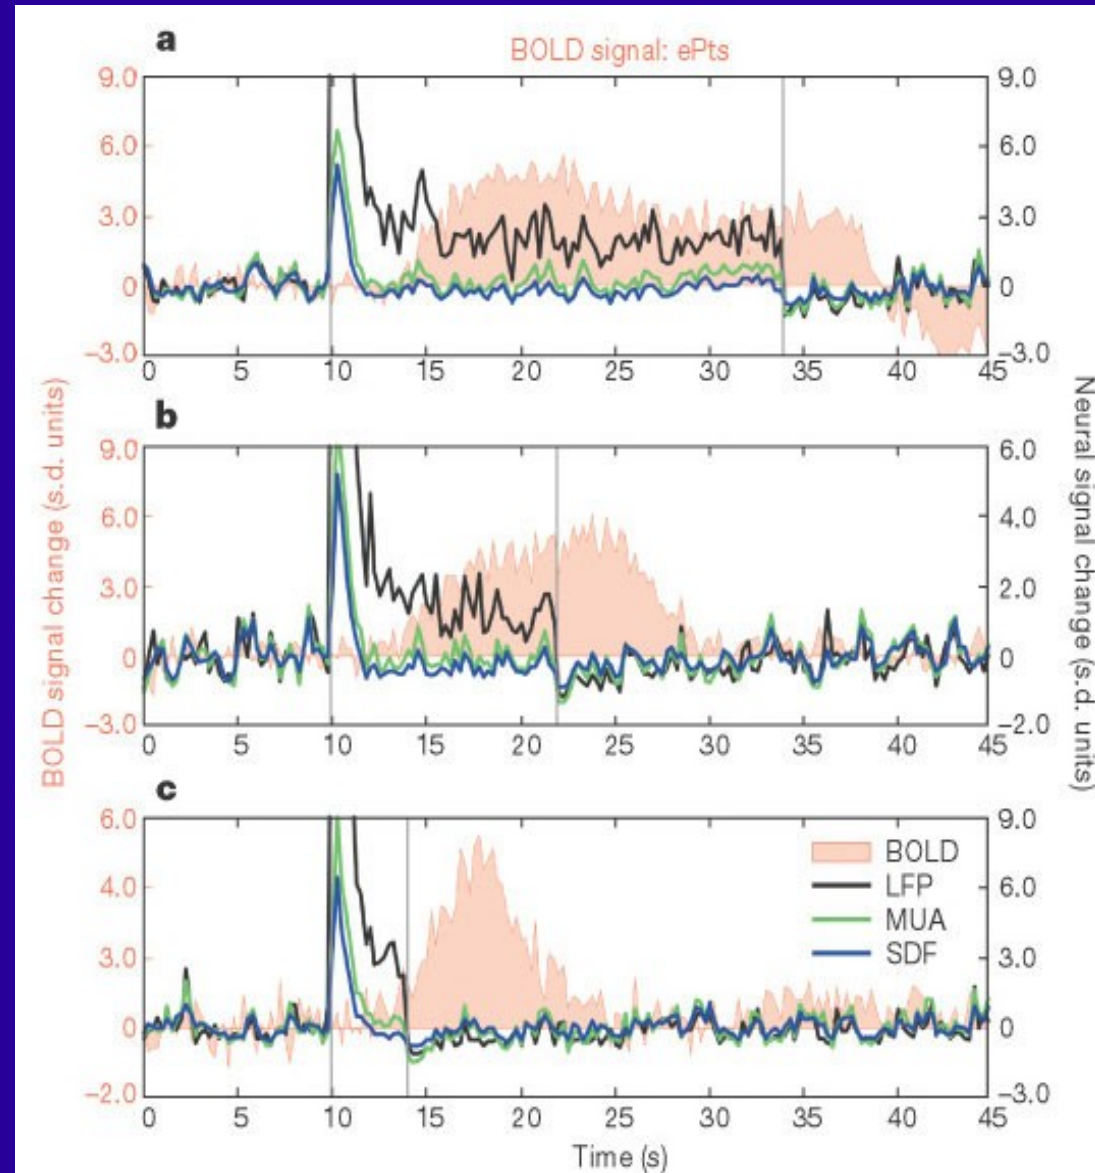 a
BOLD signal: ePts
9.0
6.0
3.0
0
–3.0
9.0
6.0
3.0
0
–3.0
0 5 10 15 20 25 30 35 40 45
b
9.0
6.0
3.0
0
–3.0
6.0
4.0
2.0
0
–2.0
0 5 10 15 20 25 30 35 40 45
BOLD signal change (s.d. units)
Neural signal change (s.d. units)
c
6.0
4.0
3.0
0
–2.0
9.0
6.0
3.0
0
–3.0
BOLD
LFP
MUA
SDF
0 5 10 15 20 25 30 35 40 45
Time (s)